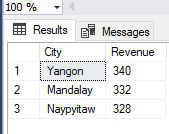 100 %
Results Messages
City Revenue
1 Yangon 340
2 Mandalay 332
3 Naypyitaw 328